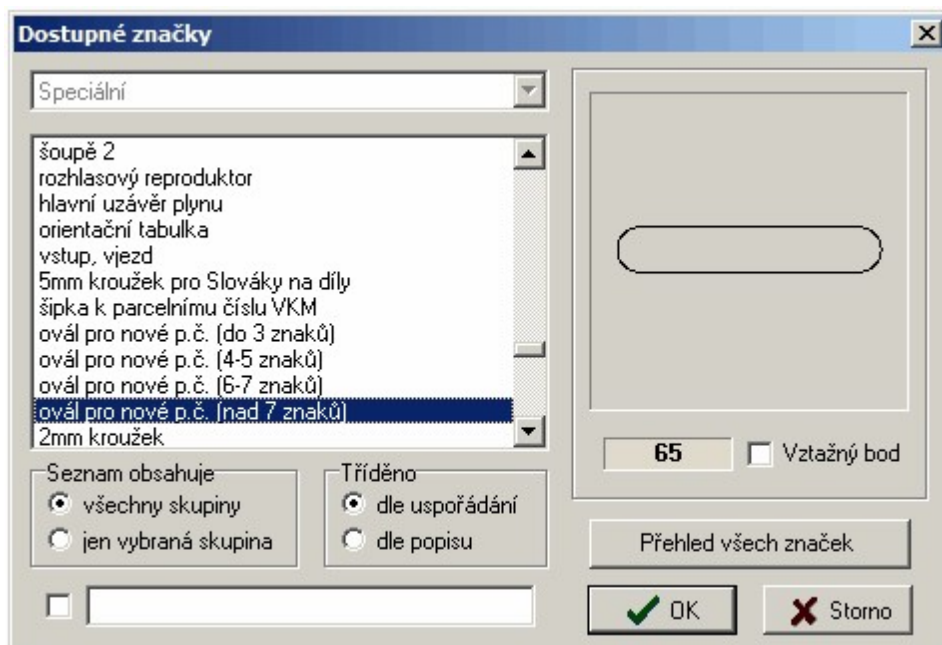 Dostupné značky
Speciální
šoupě 2
rozhlasový reproduktor
hlavní uzávěr plynu
orientační tabulka
vstup, vjezd
5mm kroužek pro Slováky na díly
šipka k parcelnímu číslu VKM
ovál pro nové p.č. (do 3 znaků)
ovál pro nové p.č. (4-5 znaků)
ovál pro nové p.č. (6-7 znaků)
ovál pro nové p.č. (nad 7 znaků)
2mm kroužek
65
Vztažný bod
Seznam obsahuje
všechny skupiny
jen vybraná skupina
Tříděno
dle uspořádání
dle popisu
Přehled všech značek
OK
Storno